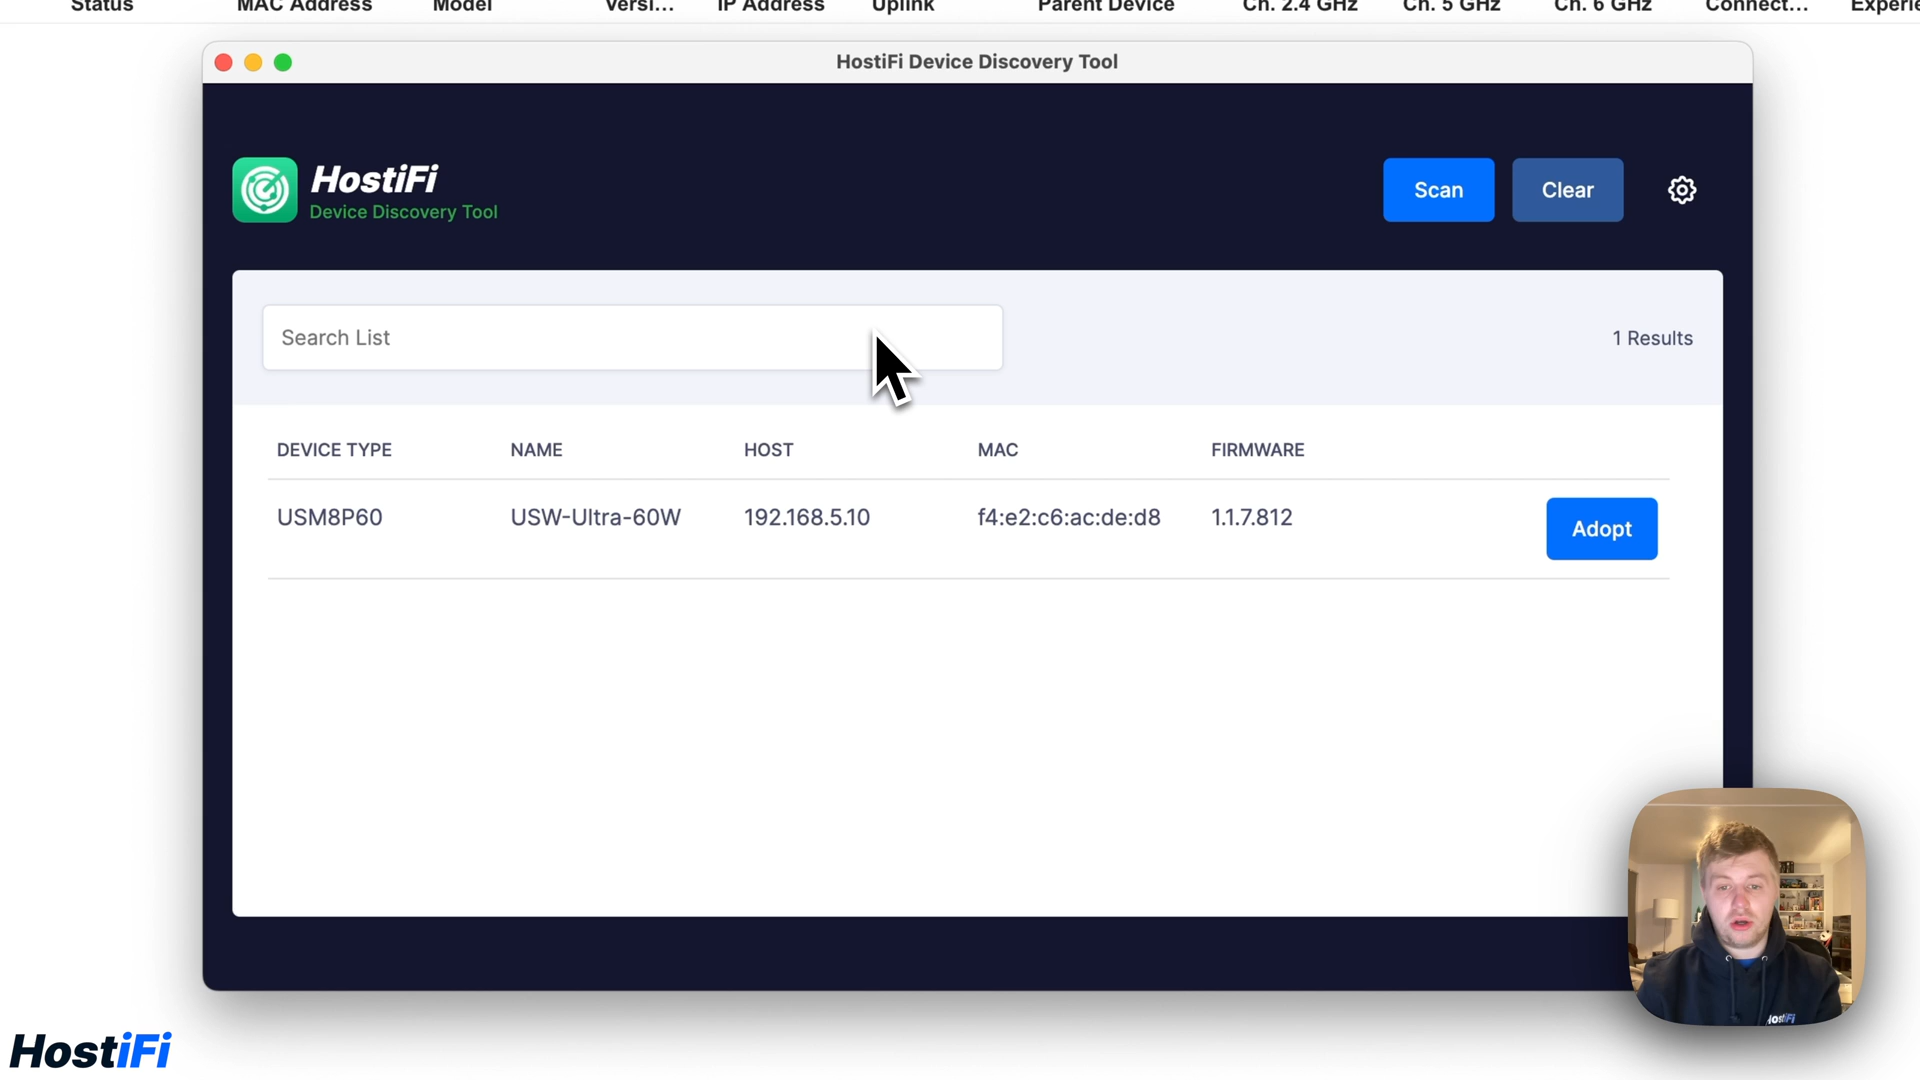 Status MAC Address Model Versi... IP Address Uplink Parent Device Ch. 2.4 GHz Ch. 5 GHz Ch. 6 GHz Connect... Experie
HostiFi Device Discovery Tool
HostiFi
Device Discovery Tool
Scan Clear
Search List
1 Results
DEVICE TYPE NAME HOST MAC FIRMWARE
USM8P60 USW-Ultra-60W 192.168.5.10 f4:e2:c6:ac:de:d8 1.1.7.812
Adopt
HostiFi
HostiFi